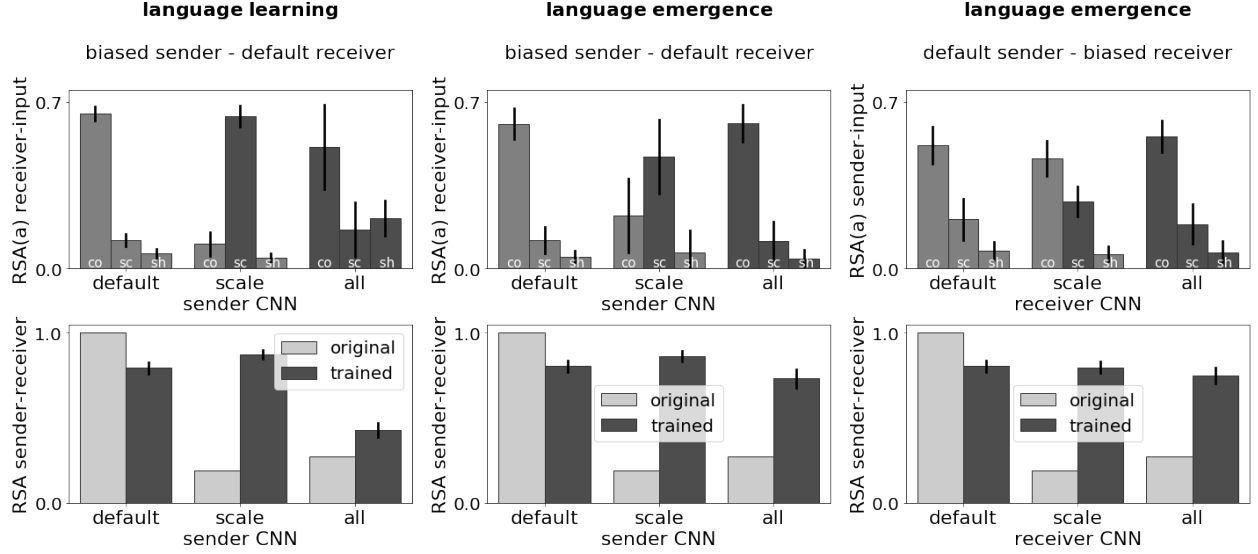 language learning
biased sender - default receiver
RSA(a) receiver-input
0.7
0.0
co sc sh co sc sh co sc sh
default scale all
sender CNN
RSA sender-receiver
1.0
0.0
original
trained
default scale all
sender CNN
language emergence
biased sender - default receiver
RSA(a) receiver-input
0.7
0.0
co sc sh co sc sh co sc sh
default scale all
sender CNN
RSA sender-receiver
1.0
0.0
original
trained
default scale all
sender CNN
language emergence
default sender - biased receiver
RSA(a) sender-input
0.7
0.0
co sc sh co sc sh co sc sh
default scale all
receiver CNN
RSA sender-receiver
1.0
0.0
original
trained
default scale all
receiver CNN